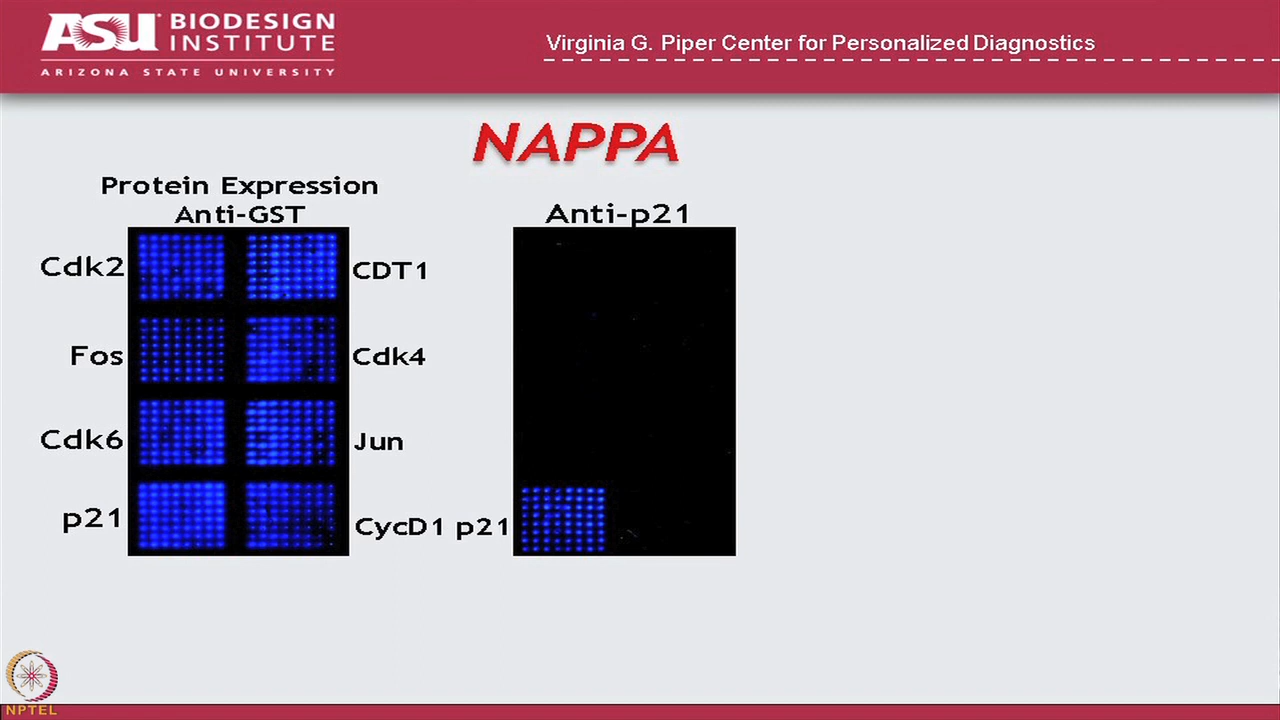 ASU BIODESIGN
INSTITUTE
ARIZONA STATE UNIVERSITY
Virginia G. Piper Center for Personalized Diagnostics
NAPPA
Protein Expression
Anti-GST
Anti-p21
Cdk2
CDT1
Fos
Cdk4
Cdk6
Jun
p21
CycD1
p21
NPTEL